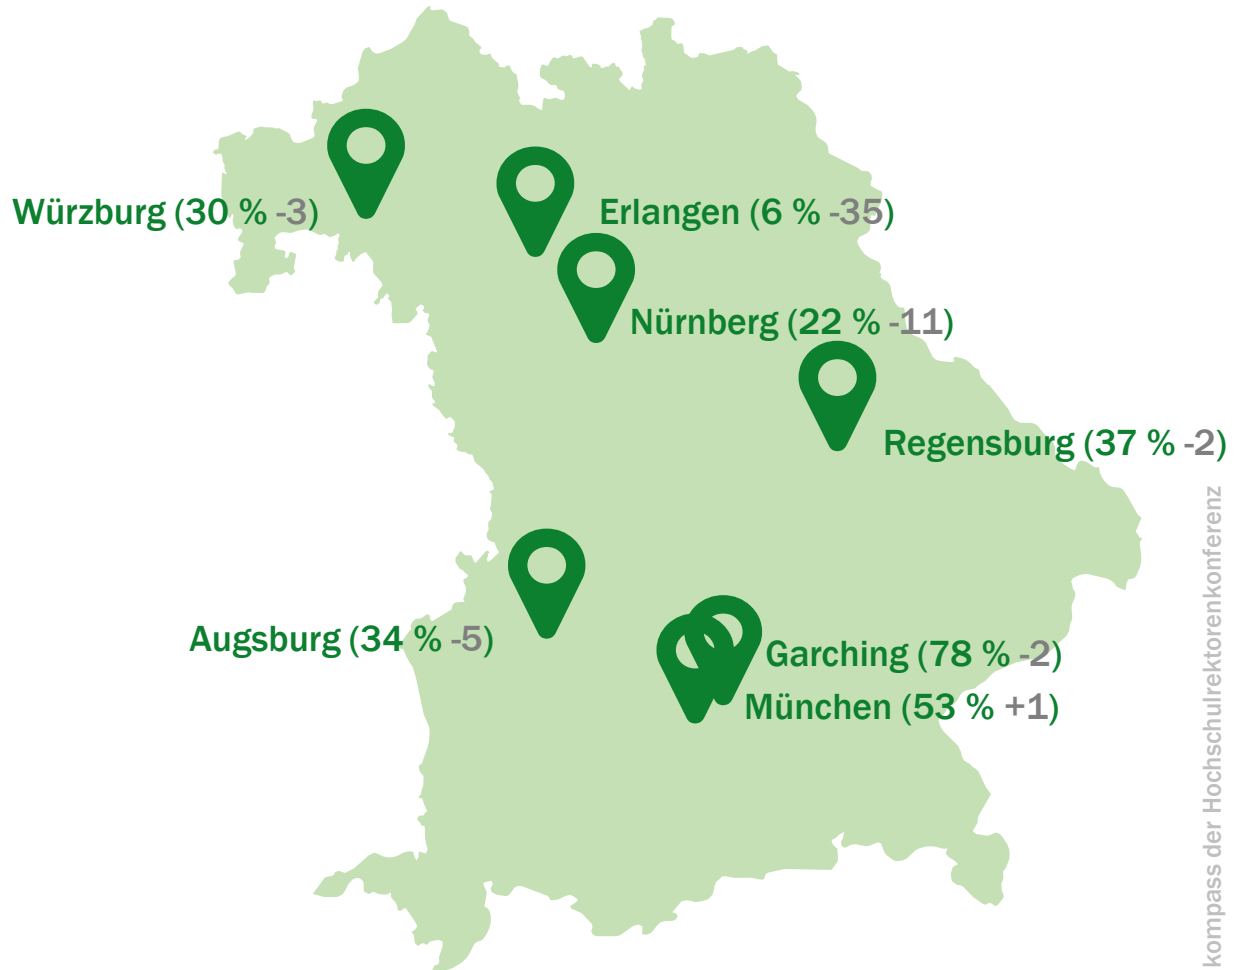 Würzburg (30 % -3)
Erlangen (6 % -35)
Nürnberg (22 % -11)
Regensburg (37 % -2)
Augsburg (34 % -5)
Garching (78 % -2)
München (53 % +1)
kompass der Hochschulrektorenkonferenz